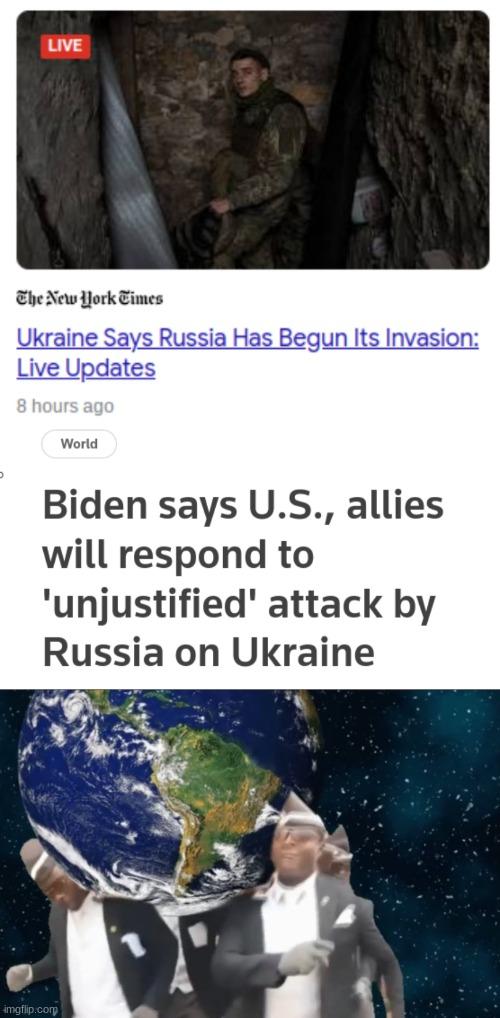 LIVE
The New York Times
Ukraine Says Russia Has Begun Its Invasion:
Live Updates
8 hours ago
World
Biden says U.S., allies
will respond to
'unjustified' attack by
Russia on Ukraine
imgflip.com